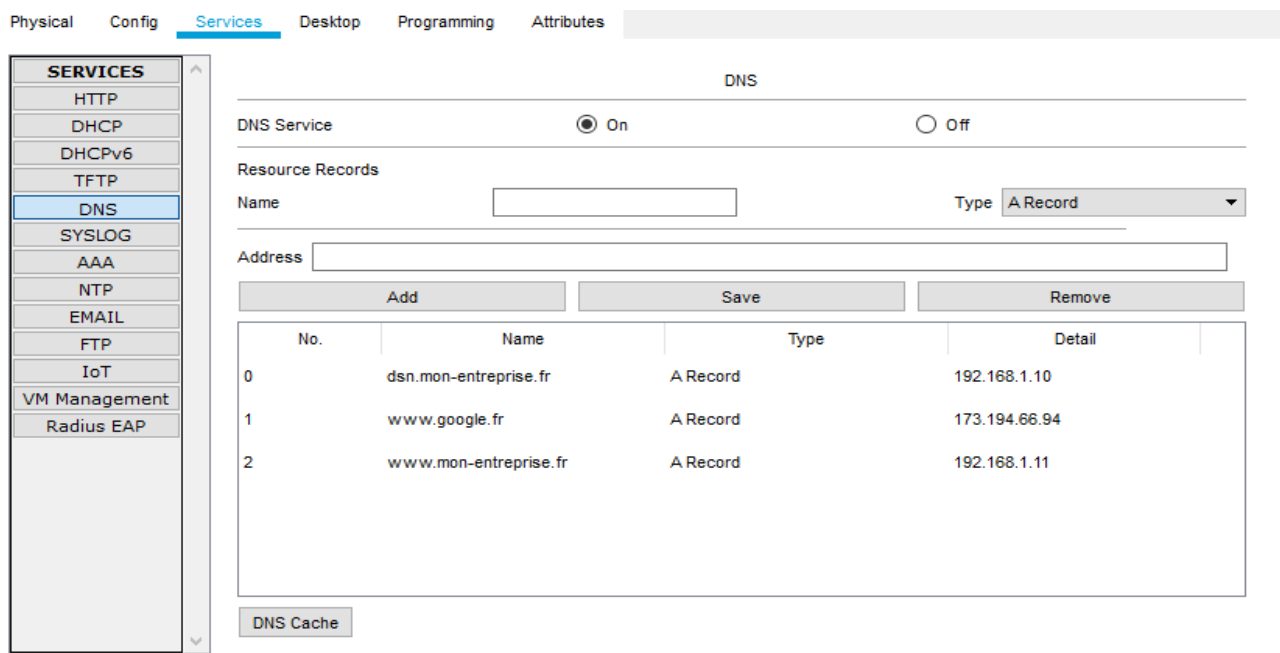 Physical Config Services Desktop Programming Attributes
SERVICES
HTTP
DHCP
DHCPv6
TFTP
DNS
SYSLOG
AAA
NTP
EMAIL
FTP
IoT
VM Management
Radius EAP
DNS
DNS Service On Off
Resource Records
Name Type A Record
Address
Add Save Remove
No. Name Type Detail
0 dsn.mon-entreprise.fr A Record 192.168.1.10
1 www.google.fr A Record 173.194.66.94
2 www.mon-entreprise.fr A Record 192.168.1.11
DNS Cache